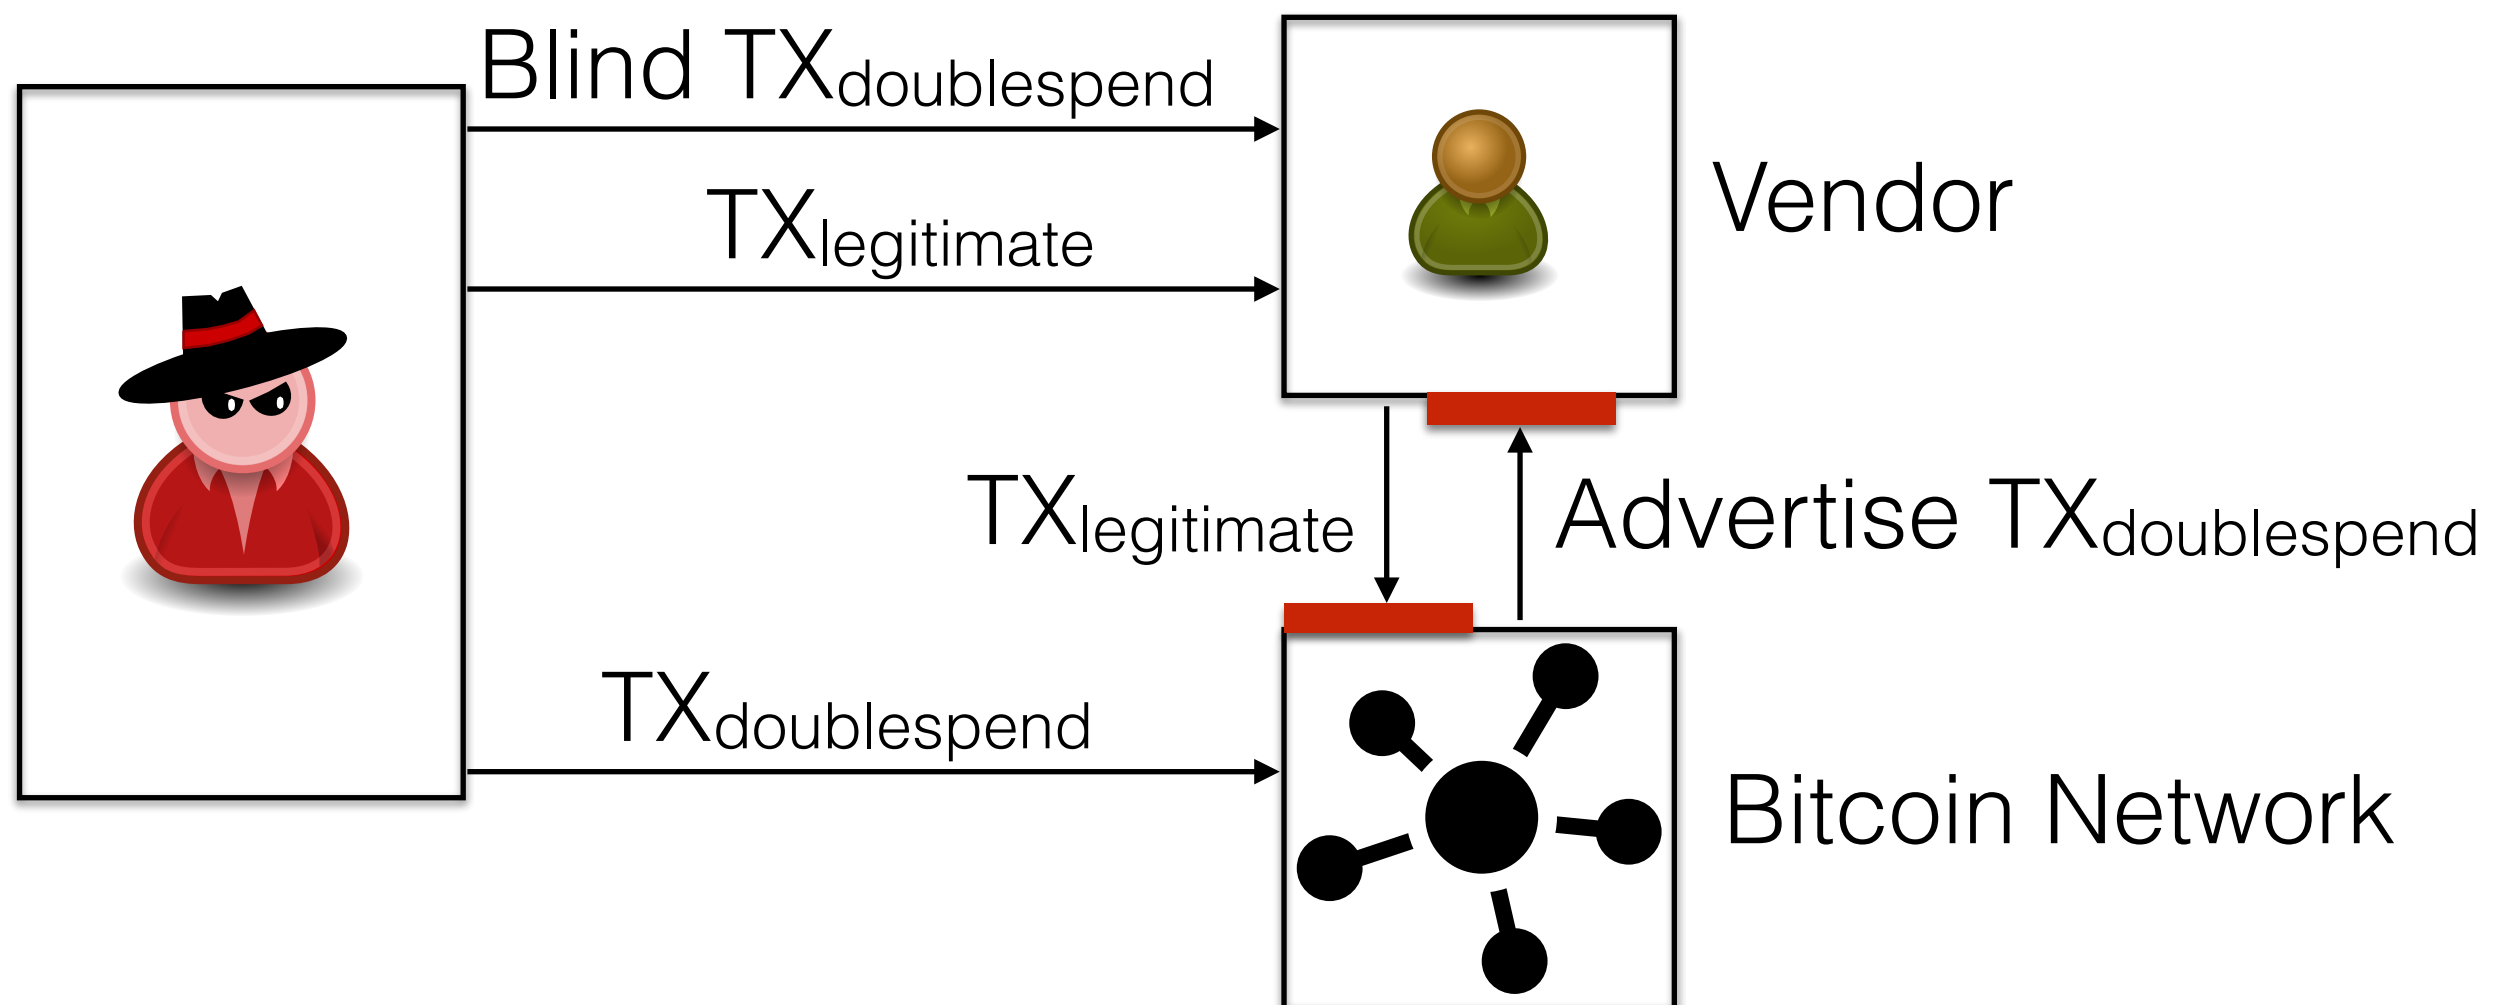 Blind TXdoublespend
TXlegitimate
Vendor
TXlegitimate
Advertise TXdoublespend
TXdoublespend
Bitcoin Network